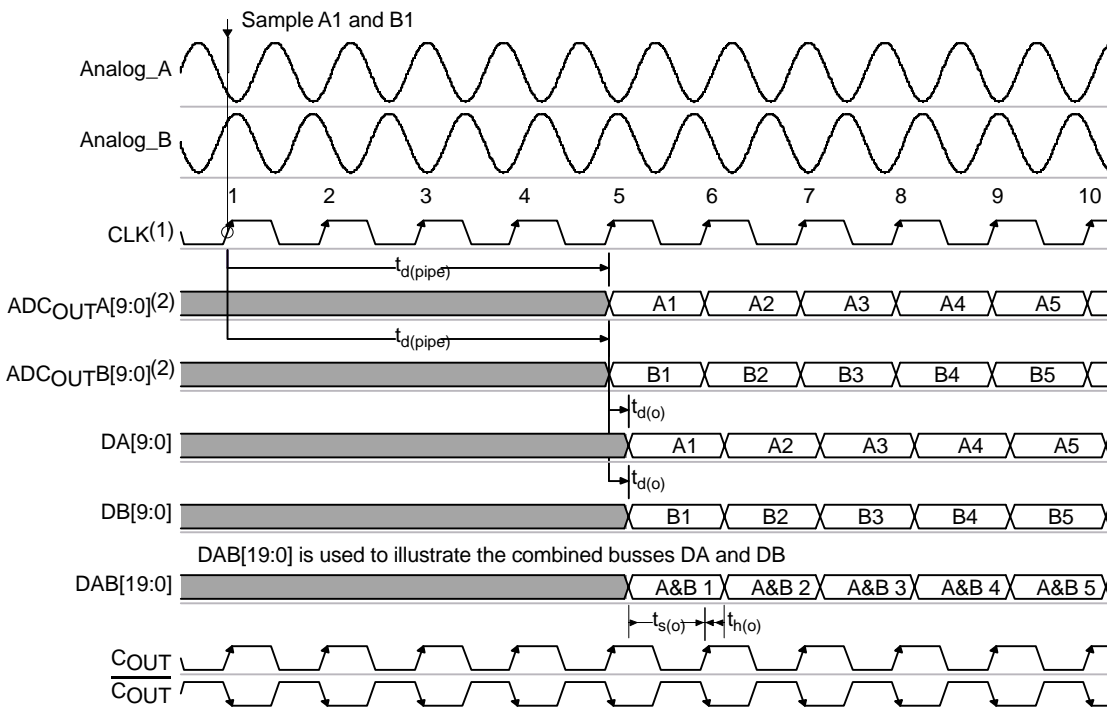 Sample A1 and B1
Analog_A
Analog_B
1 2 3 4 5 6 7 8 9 10
CLK(1)
td(pipe)
ADCOUTA[9:0](2) A1 A2 A3 A4 A5
td(pipe)
ADCOUTB[9:0](2) B1 B2 B3 B4 B5
td(o)
DA[9:0] A1 A2 A3 A4 A5
td(o)
DB[9:0] B1 B2 B3 B4 B5
DAB[19:0] is used to illustrate the combined busses DA and DB
DAB[19:0] A&B 1 A&B 2 A&B 3 A&B 4 A&B 5
ts(o) th(o)
COUT
COUT